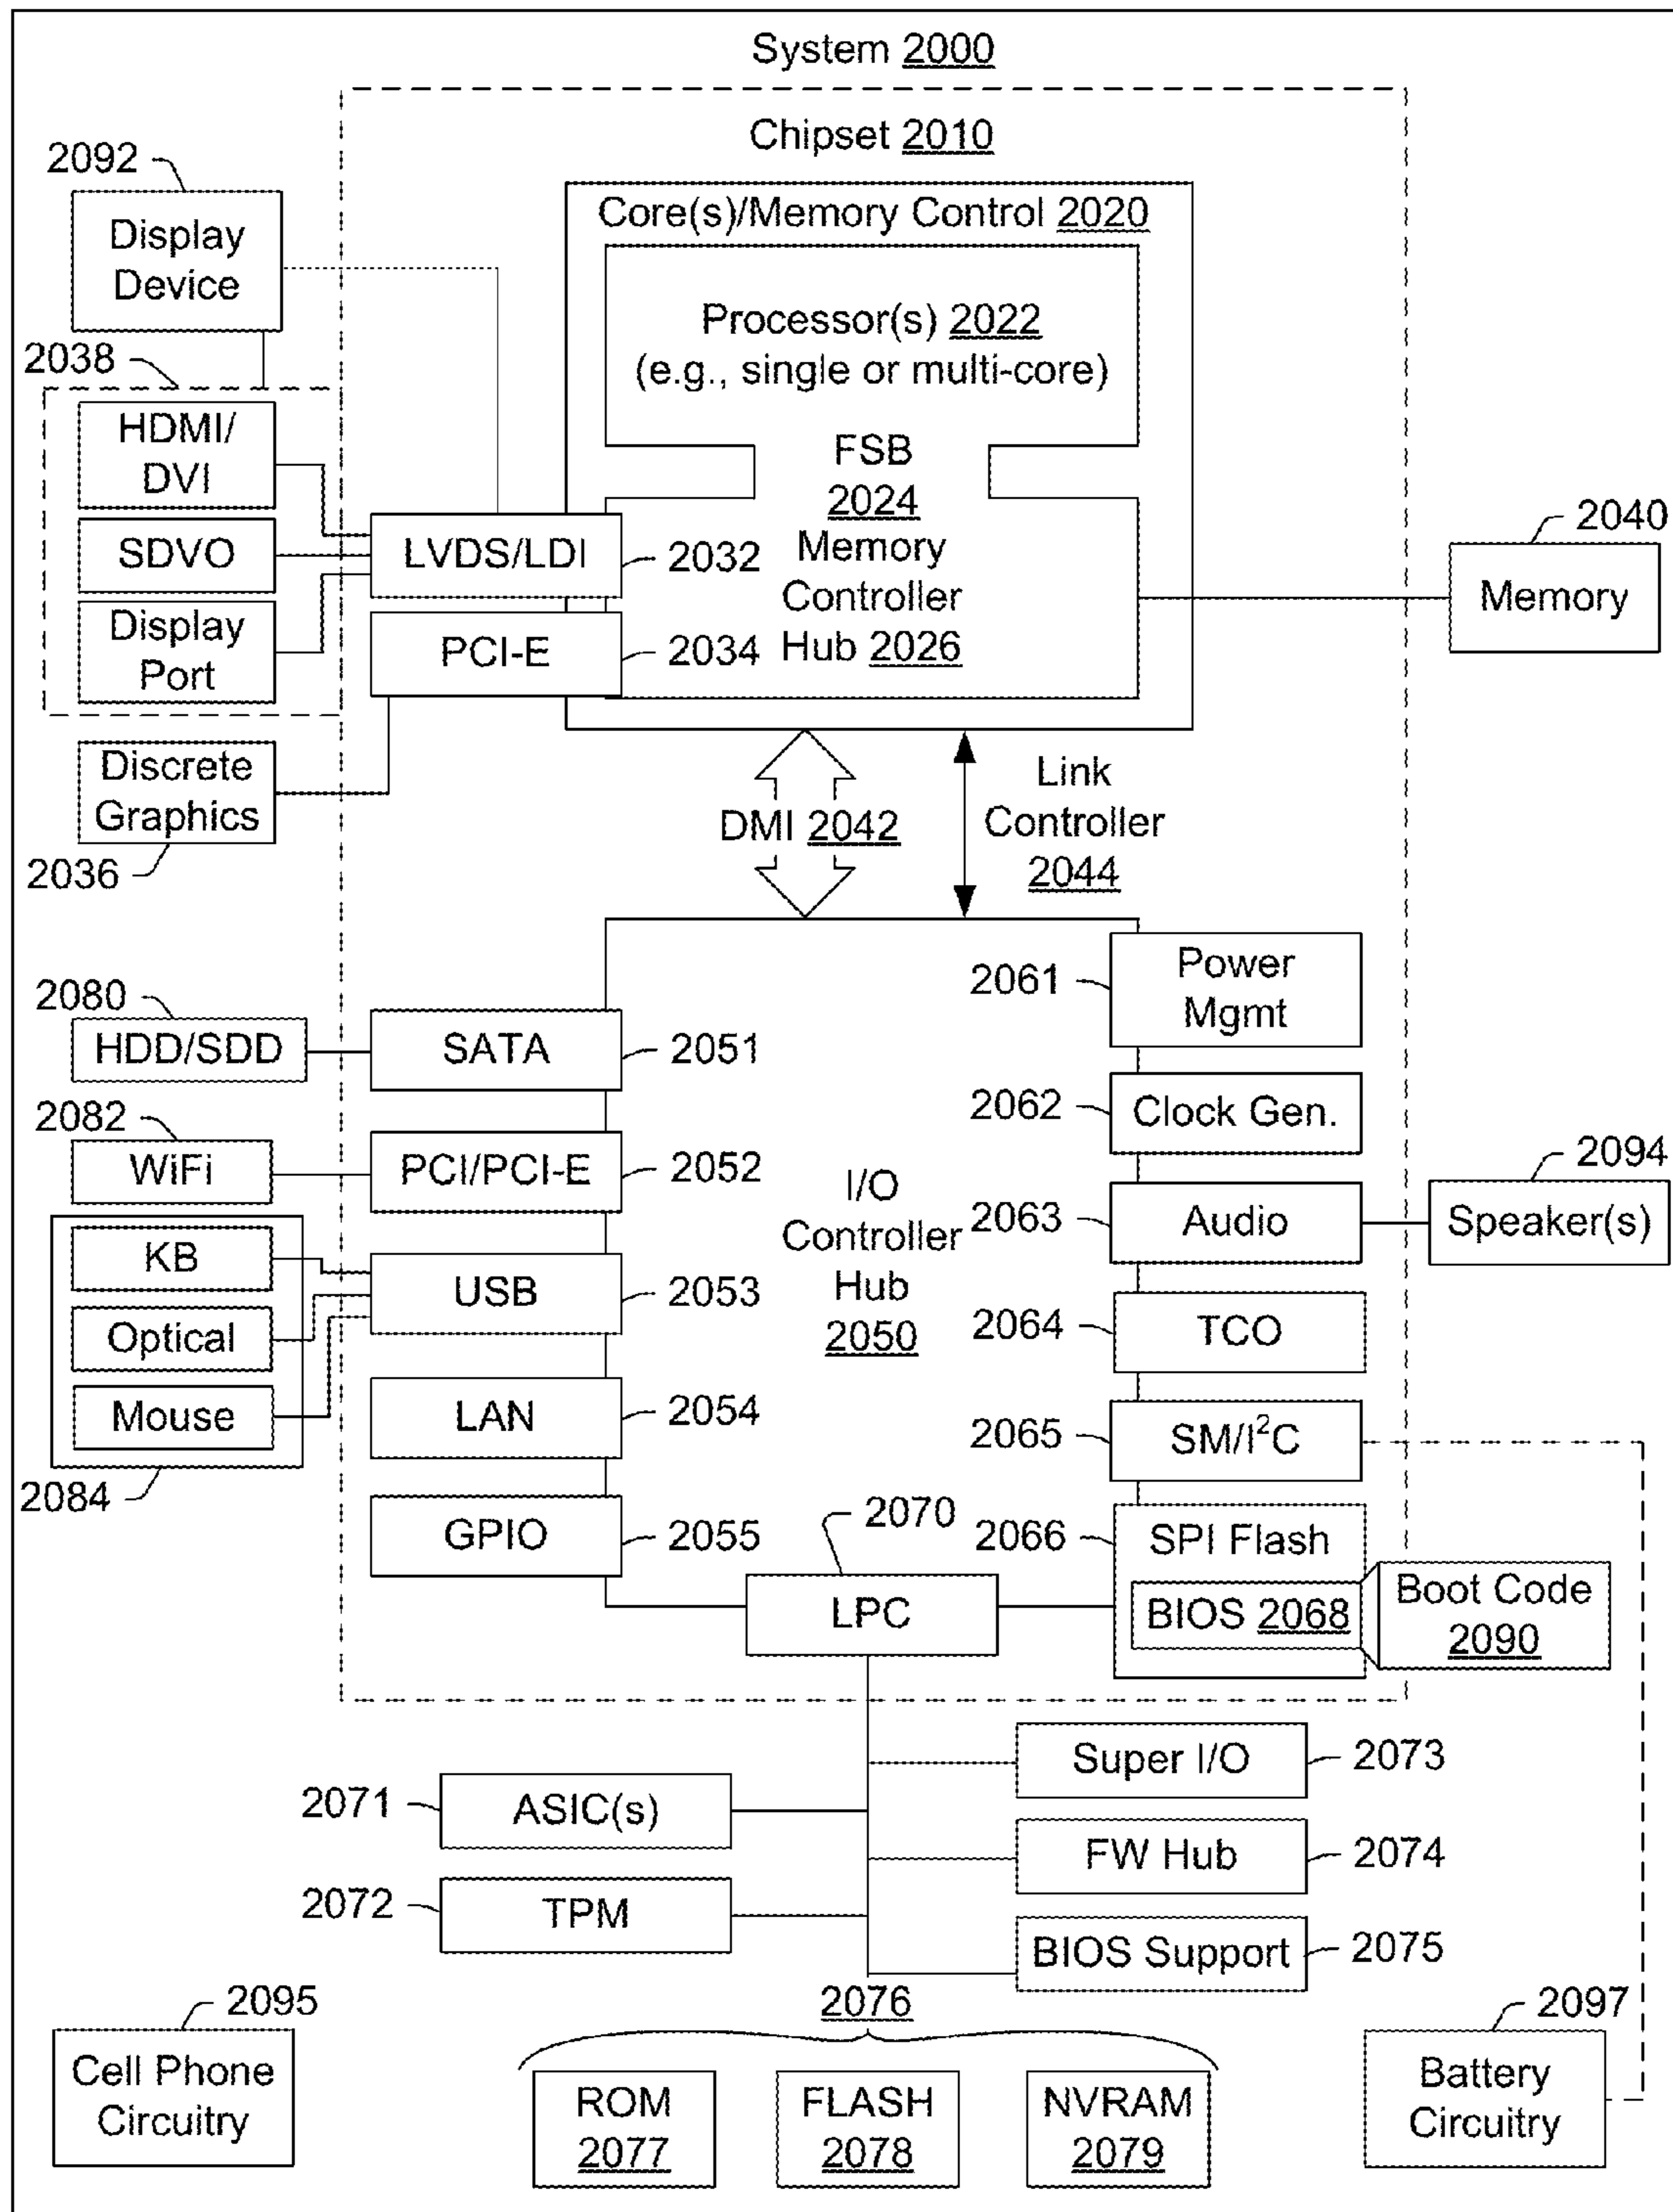 System 2000
Chipset 2010
2092
Display
Device
Core(s)/Memory Control 2020
Processor(s) 2022
(e.g., single or multi-core)
FSB
2024
Memory
Controller
Hub 2026
2038
HDMI/
DVI
SDVO
Display
Port
LVDS/LDI
2032
PCI-E
2034
2040
Memory
Discrete
Graphics
2036
DMI 2042
Link
Controller
2044
2080
HDD/SDD
SATA
2051
2082
WiFi
PCI/PCI-E
2052
KB
Optical
Mouse
2084
USB
2053
LAN
2054
GPIO
2055
I/O
Controller
Hub
2050
2061
Power
Mgmt
2062
Clock Gen.
2063
Audio
2094
Speaker(s)
2064
TCO
2065
SM/I²C
2066
SPI Flash
BIOS 2068
Boot Code
2090
2070
LPC
2071
ASIC(s)
2072
TPM
Super I/O
2073
FW Hub
2074
BIOS Support
2075
2076
ROM
2077
FLASH
2078
NVRAM
2079
2095
Cell Phone
Circuitry
2097
Battery
Circuitry